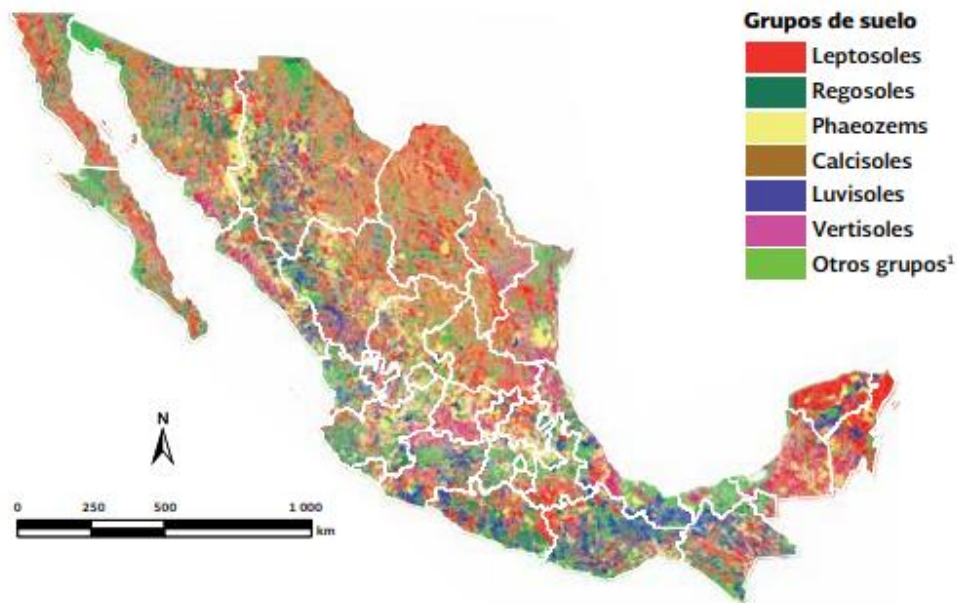 Grupos de suelo
Leptosoles
Regosoles
Phaeozems
Calcisoles
Luvisoles
Vertisoles
Otros grupos¹
N
0 250 500 1 000
km